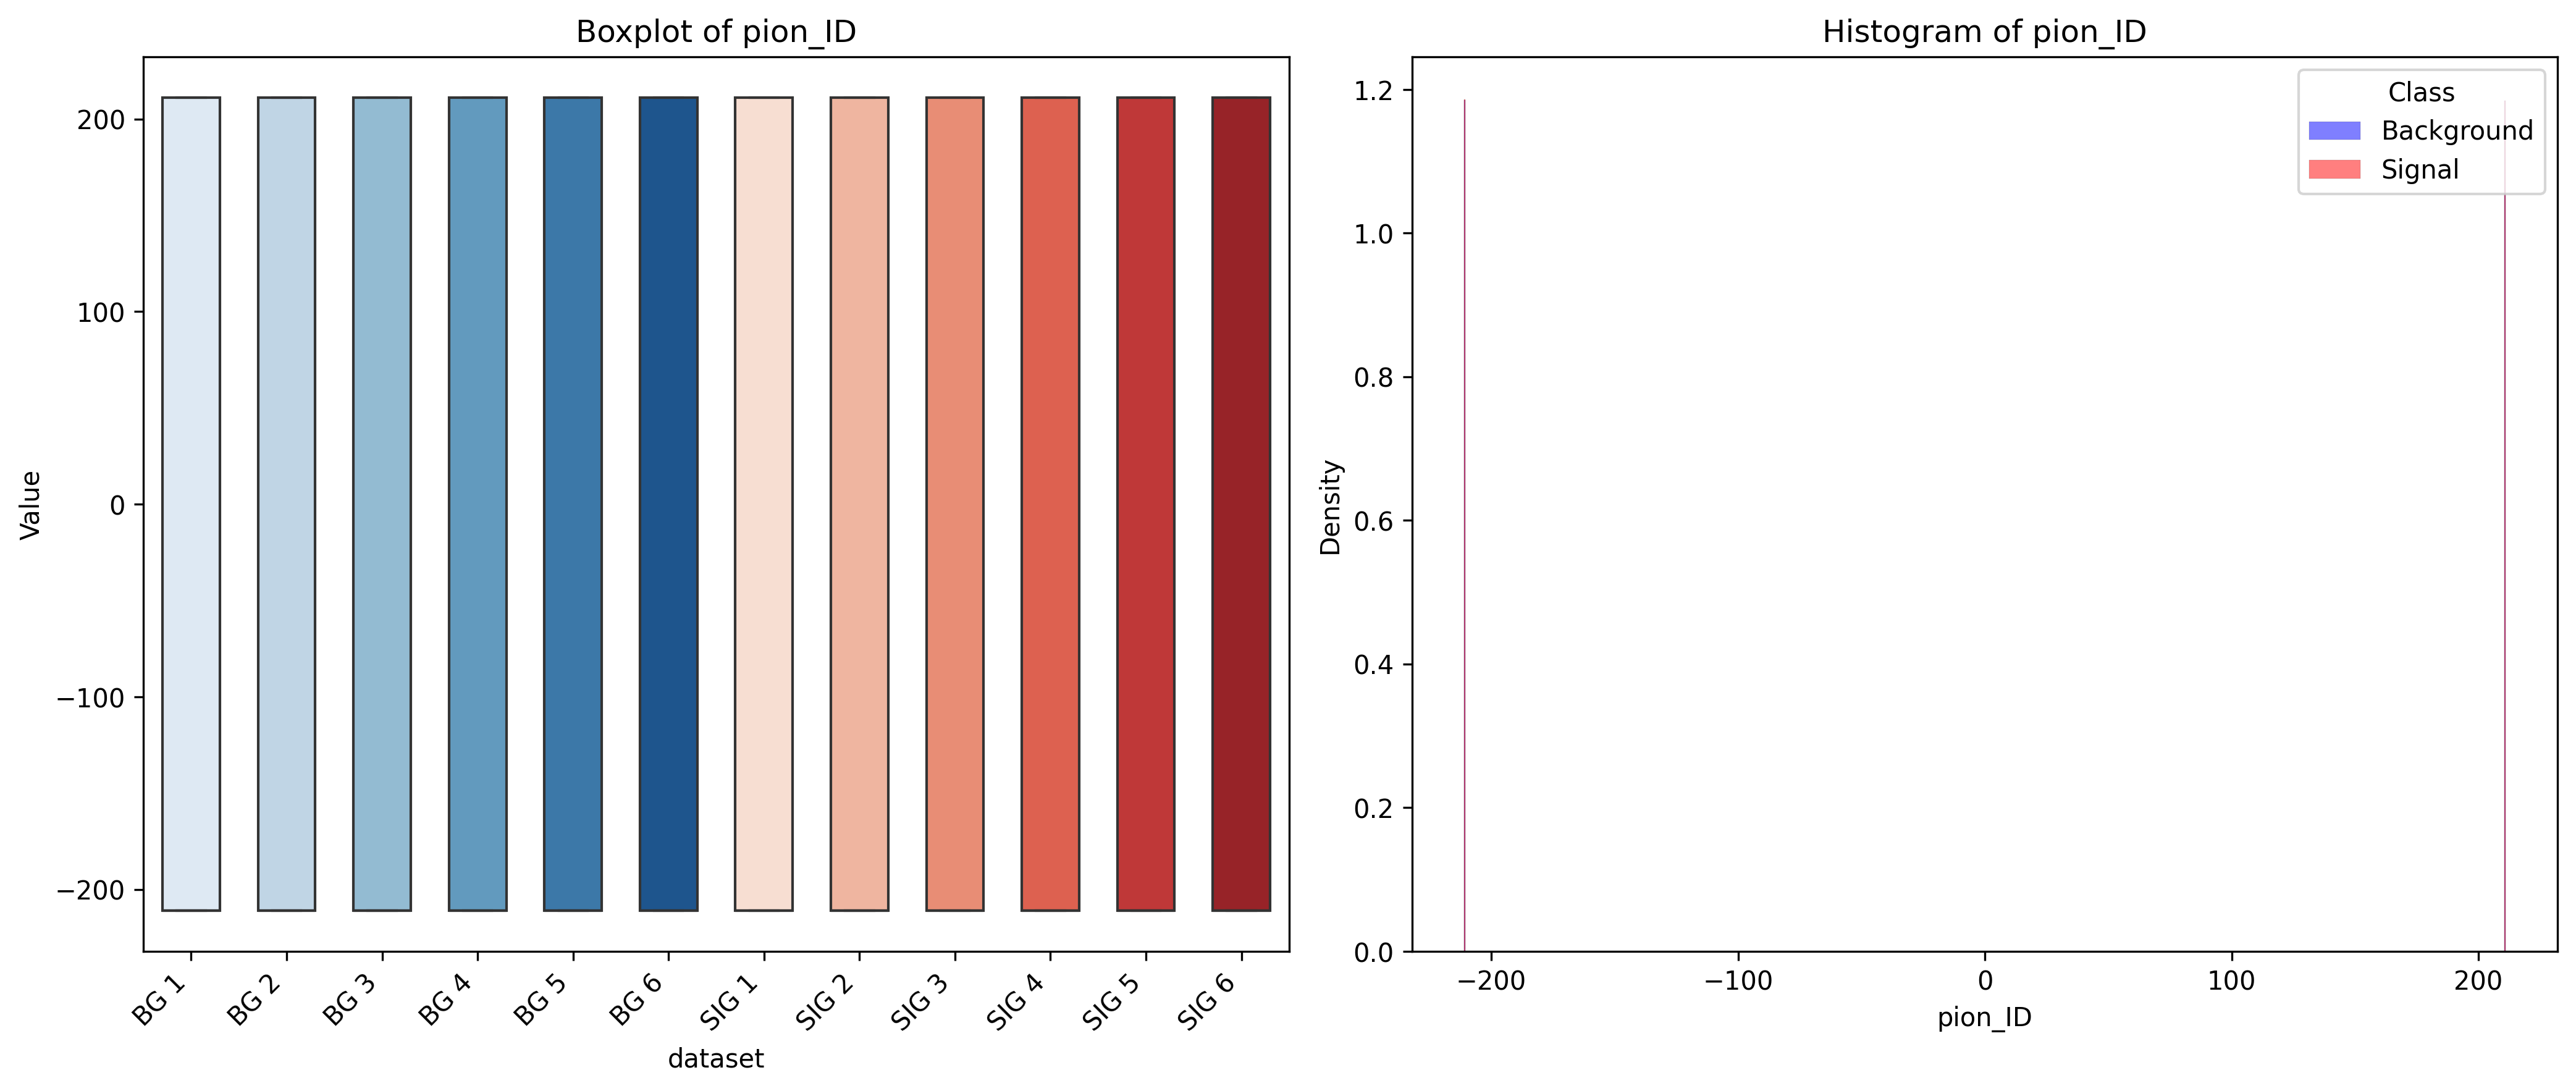 Boxplot of pion_ID
Value
200
100
0
−100
−200
BG 1
BG 2
BG 3
BG 4
BG 5
BG 6
SIG 1
SIG 2
SIG 3
SIG 4
SIG 5
SIG 6
dataset
Histogram of pion_ID
Density
1.2
1.0
0.8
0.6
0.4
0.2
0.0
Class
Background
Signal
−200
−100
0
100
200
pion_ID